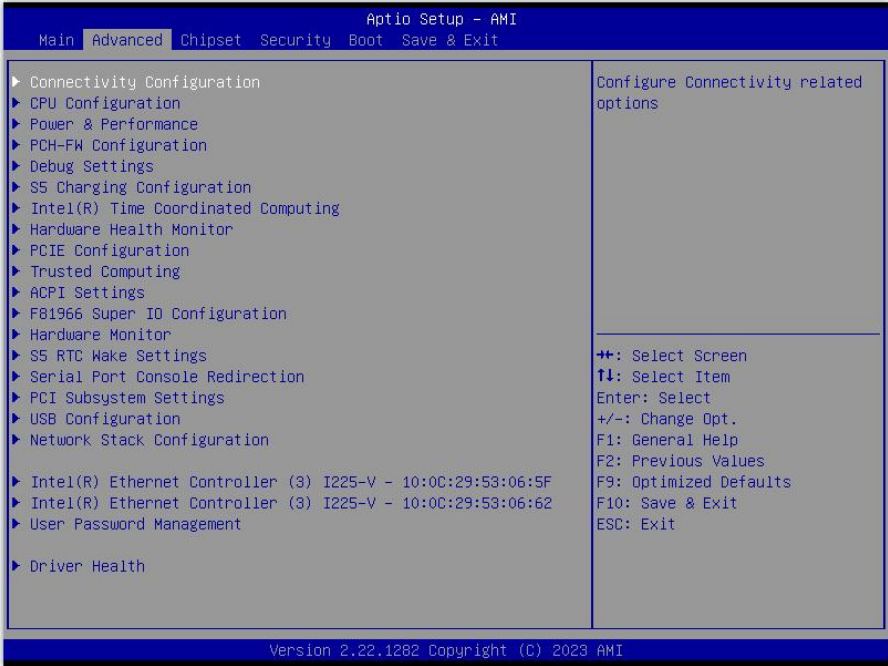 Aptio Setup – AMI
Main Advanced Chipset Security Boot Save & Exit
▶ Connectivity Configuration
▶ CPU Configuration
▶ Power & Performance
▶ PCH-FW Configuration
▶ Debug Settings
▶ S5 Charging Configuration
▶ Intel(R) Time Coordinated Computing
▶ Hardware Health Monitor
▶ PCIE Configuration
▶ Trusted Computing
▶ ACPI Settings
▶ F81966 Super IO Configuration
▶ Hardware Monitor
▶ S5 RTC Wake Settings
▶ Serial Port Console Redirection
▶ PCI Subsystem Settings
▶ USB Configuration
▶ Network Stack Configuration
▶ Intel(R) Ethernet Controller (3) I225-V - 10:0C:29:53:06:5F
▶ Intel(R) Ethernet Controller (3) I225-V - 10:0C:29:53:06:62
▶ User Password Management
▶ Driver Health
Configure Connectivity related
options
→←: Select Screen
↑↓: Select Item
Enter: Select
+/-: Change Opt.
F1: General Help
F2: Previous Values
F9: Optimized Defaults
F10: Save & Exit
ESC: Exit
Version 2.22.1282 Copyright (C) 2023 AMI